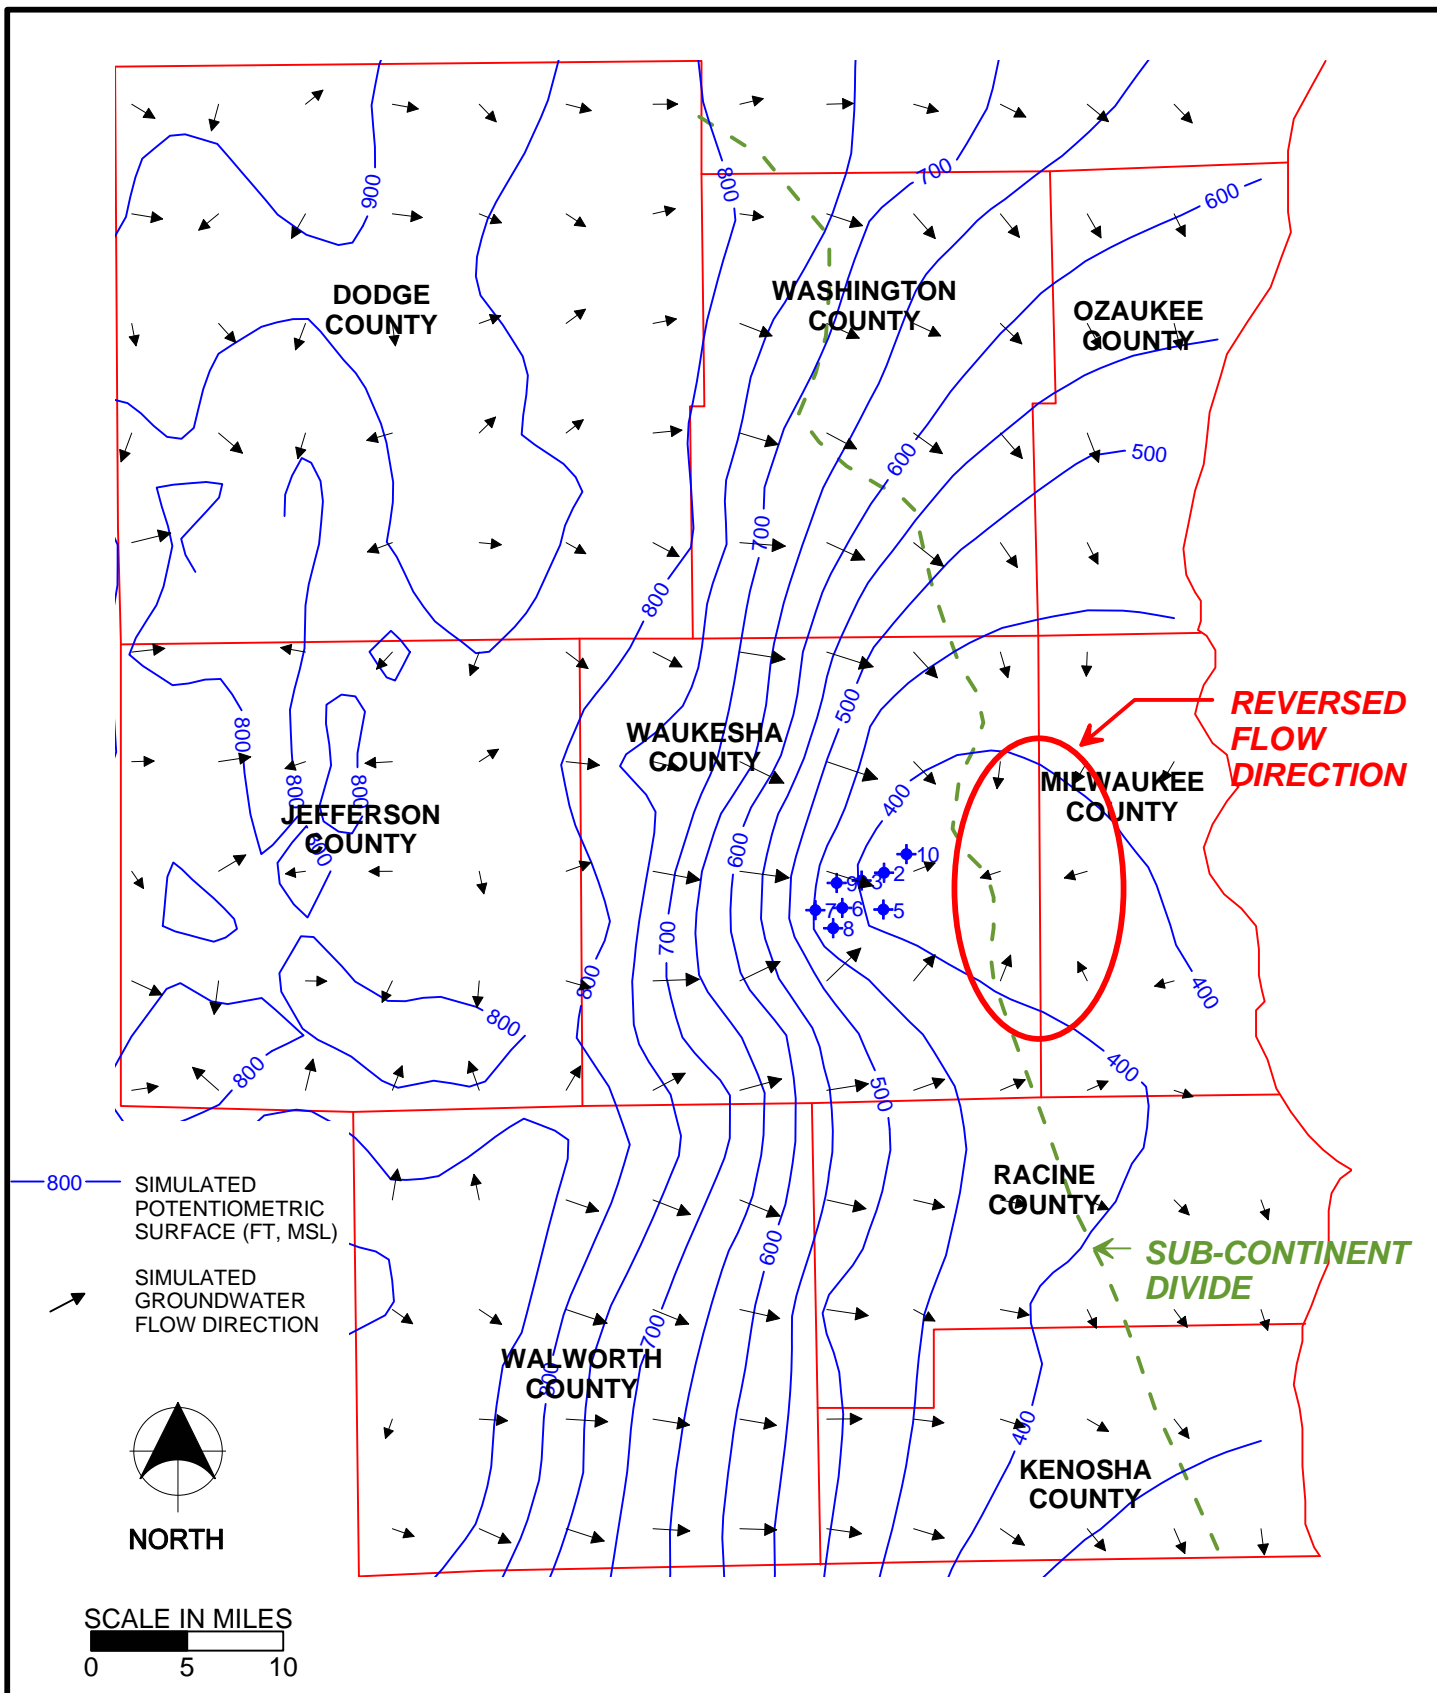 900
800
700
600
DODGE
COUNTY
WASHINGTON
COUNTY
OZAUKEE
COUNTY
600
500
700
800
500
REVERSED
FLOW
DIRECTION
WAUKESHA
COUNTY
MILWAUKEE
COUNTY
800
800
800
JEFFERSON
COUNTY
800
400
600
10
2
9
3
7
6
5
8
700
800
400
800
800
400
500
800
SIMULATED
POTENTIOMETRIC
SURFACE (FT, MSL)
SIMULATED
GROUNDWATER
FLOW DIRECTION
RACINE
COUNTY
SUB-CONTINENT
DIVIDE
600
700
WALWORTH
COUNTY
800
400
KENOSHA
COUNTY
NORTH
SCALE IN MILES
0 5 10